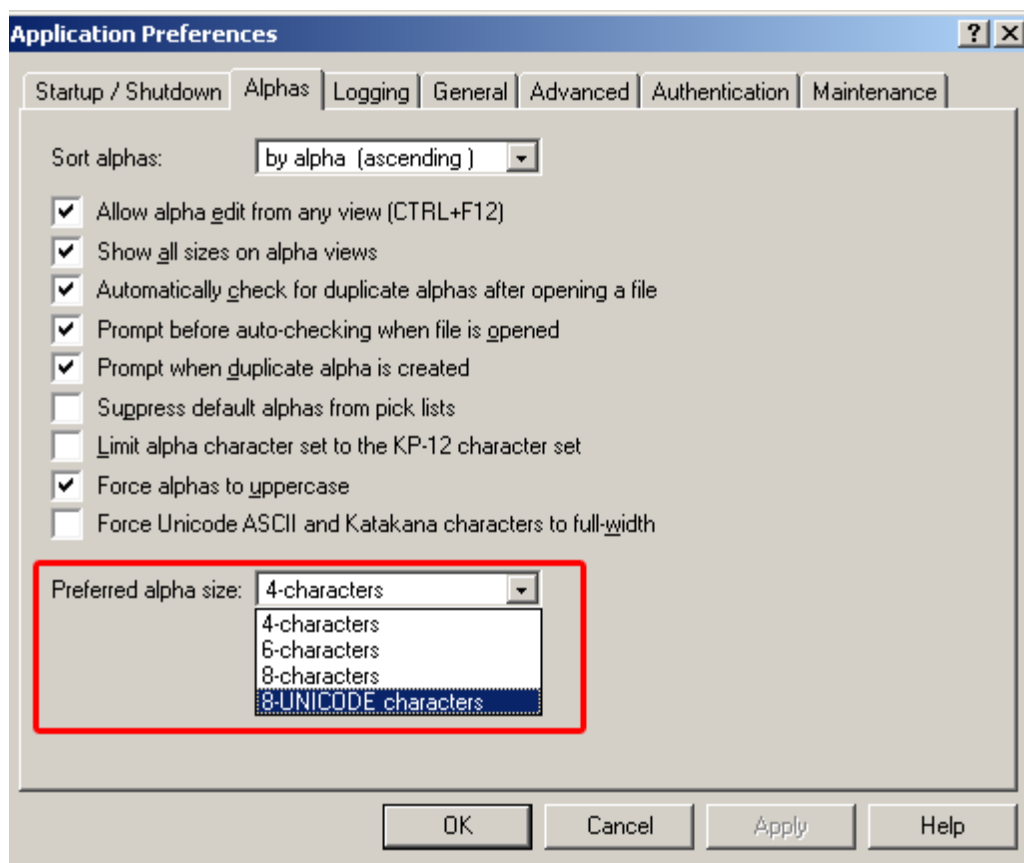 Application Preferences
Startup / Shutdown Alphas Logging General Advanced Authentication Maintenance
Sort alphas: by alpha (ascending )
Allow alpha edit from any view (CTRL+F12)
Show all sizes on alpha views
Automatically check for duplicate alphas after opening a file
Prompt before auto-checking when file is opened
Prompt when duplicate alpha is created
Suppress default alphas from pick lists
Limit alpha character set to the KP-12 character set
Force alphas to uppercase
Force Unicode ASCII and Katakana characters to full-width
Preferred alpha size: 4-characters
4-characters
6-characters
8-characters
8-UNICODE characters
OK Cancel Apply Help